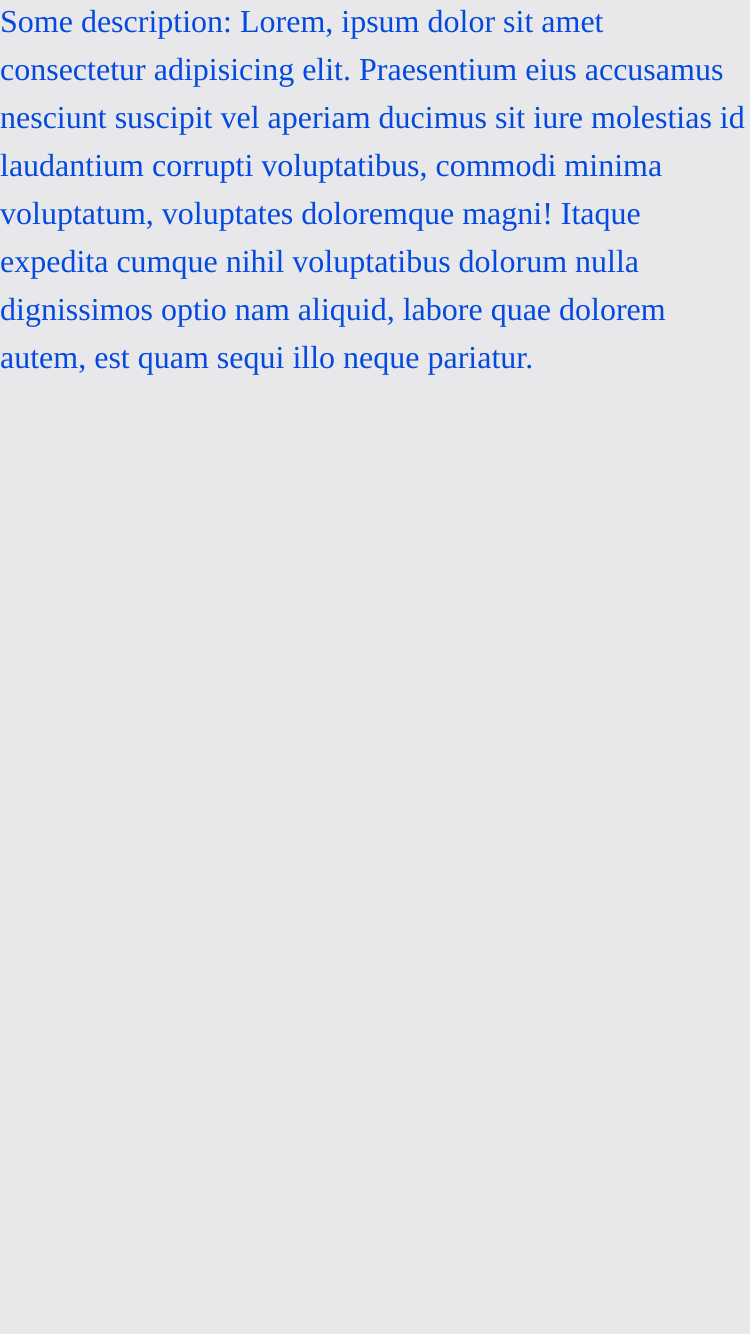 Some description: Lorem, ipsum dolor sit amet
consectetur adipisicing elit. Praesentium eius accusamus
nesciunt suscipit vel aperiam ducimus sit iure molestias id
laudantium corrupti voluptatibus, commodi minima
voluptatum, voluptates doloremque magni! Itaque
expedita cumque nihil voluptatibus dolorum nulla
dignissimos optio nam aliquid, labore quae dolorem
autem, est quam sequi illo neque pariatur.